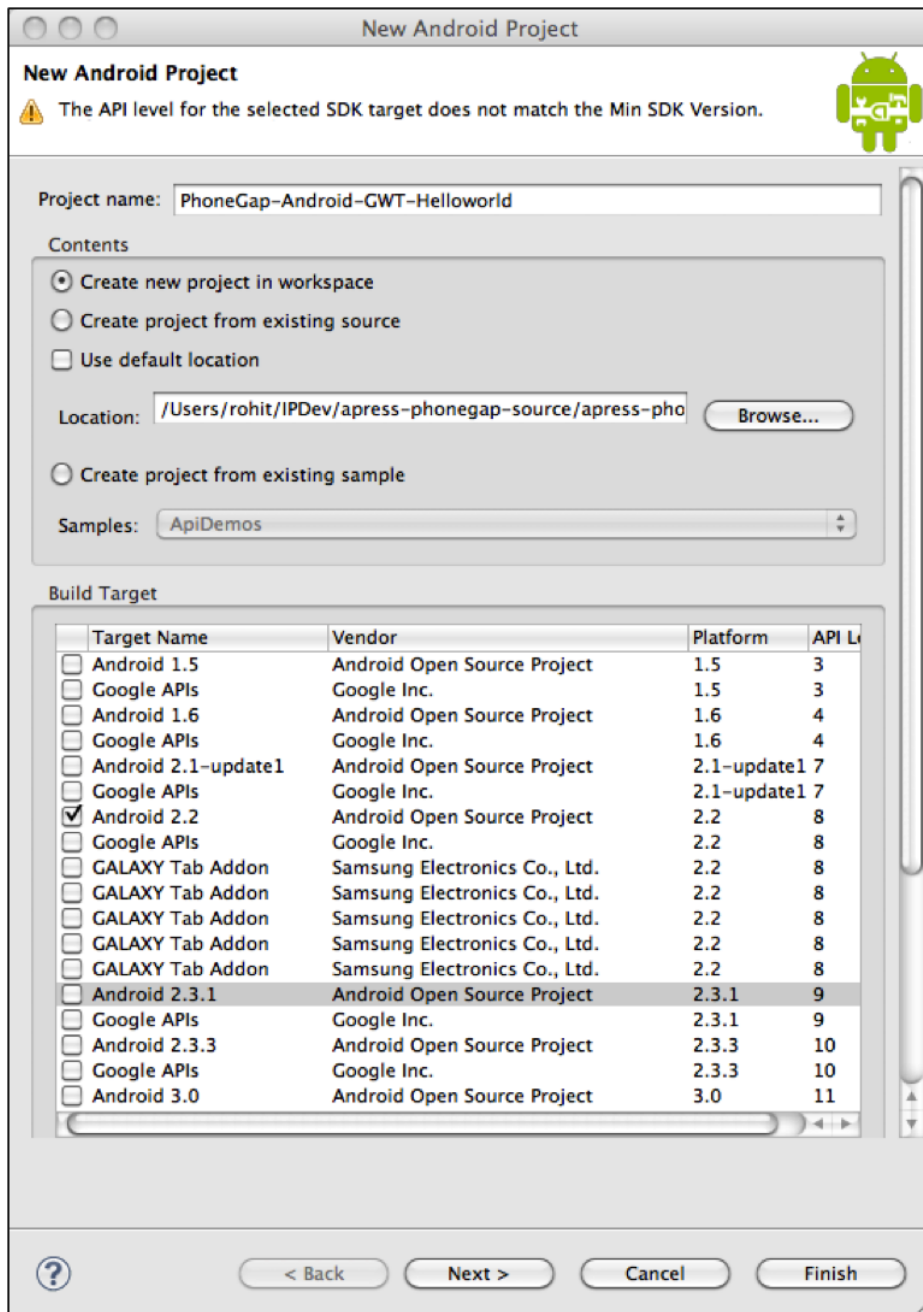 New Android Project
New Android Project
The API level for the selected SDK target does not match the Min SDK Version.
Project name: PhoneGap-Android-GWT-Helloworld
Contents
Create new project in workspace
Create project from existing source
Use default location
Location: /Users/rohit/IPDev/apress-phonegap-source/apress-pho Browse...
Create project from existing sample
Samples: ApiDemos
Build Target
Target Name Vendor Platform API Le
Android 1.5 Android Open Source Project 1.5 3
Google APIs Google Inc. 1.5 3
Android 1.6 Android Open Source Project 1.6 4
Google APIs Google Inc. 1.6 4
Android 2.1-update1 Android Open Source Project 2.1-update1 7
Google APIs Google Inc. 2.1-update1 7
Android 2.2 Android Open Source Project 2.2 8
Google APIs Google Inc. 2.2 8
GALAXY Tab Addon Samsung Electronics Co., Ltd. 2.2 8
GALAXY Tab Addon Samsung Electronics Co., Ltd. 2.2 8
GALAXY Tab Addon Samsung Electronics Co., Ltd. 2.2 8
GALAXY Tab Addon Samsung Electronics Co., Ltd. 2.2 8
GALAXY Tab Addon Samsung Electronics Co., Ltd. 2.2 8
Android 2.3.1 Android Open Source Project 2.3.1 9
Google APIs Google Inc. 2.3.1 9
Android 2.3.3 Android Open Source Project 2.3.3 10
Google APIs Google Inc. 2.3.3 10
Android 3.0 Android Open Source Project 3.0 11
? < Back Next > Cancel Finish